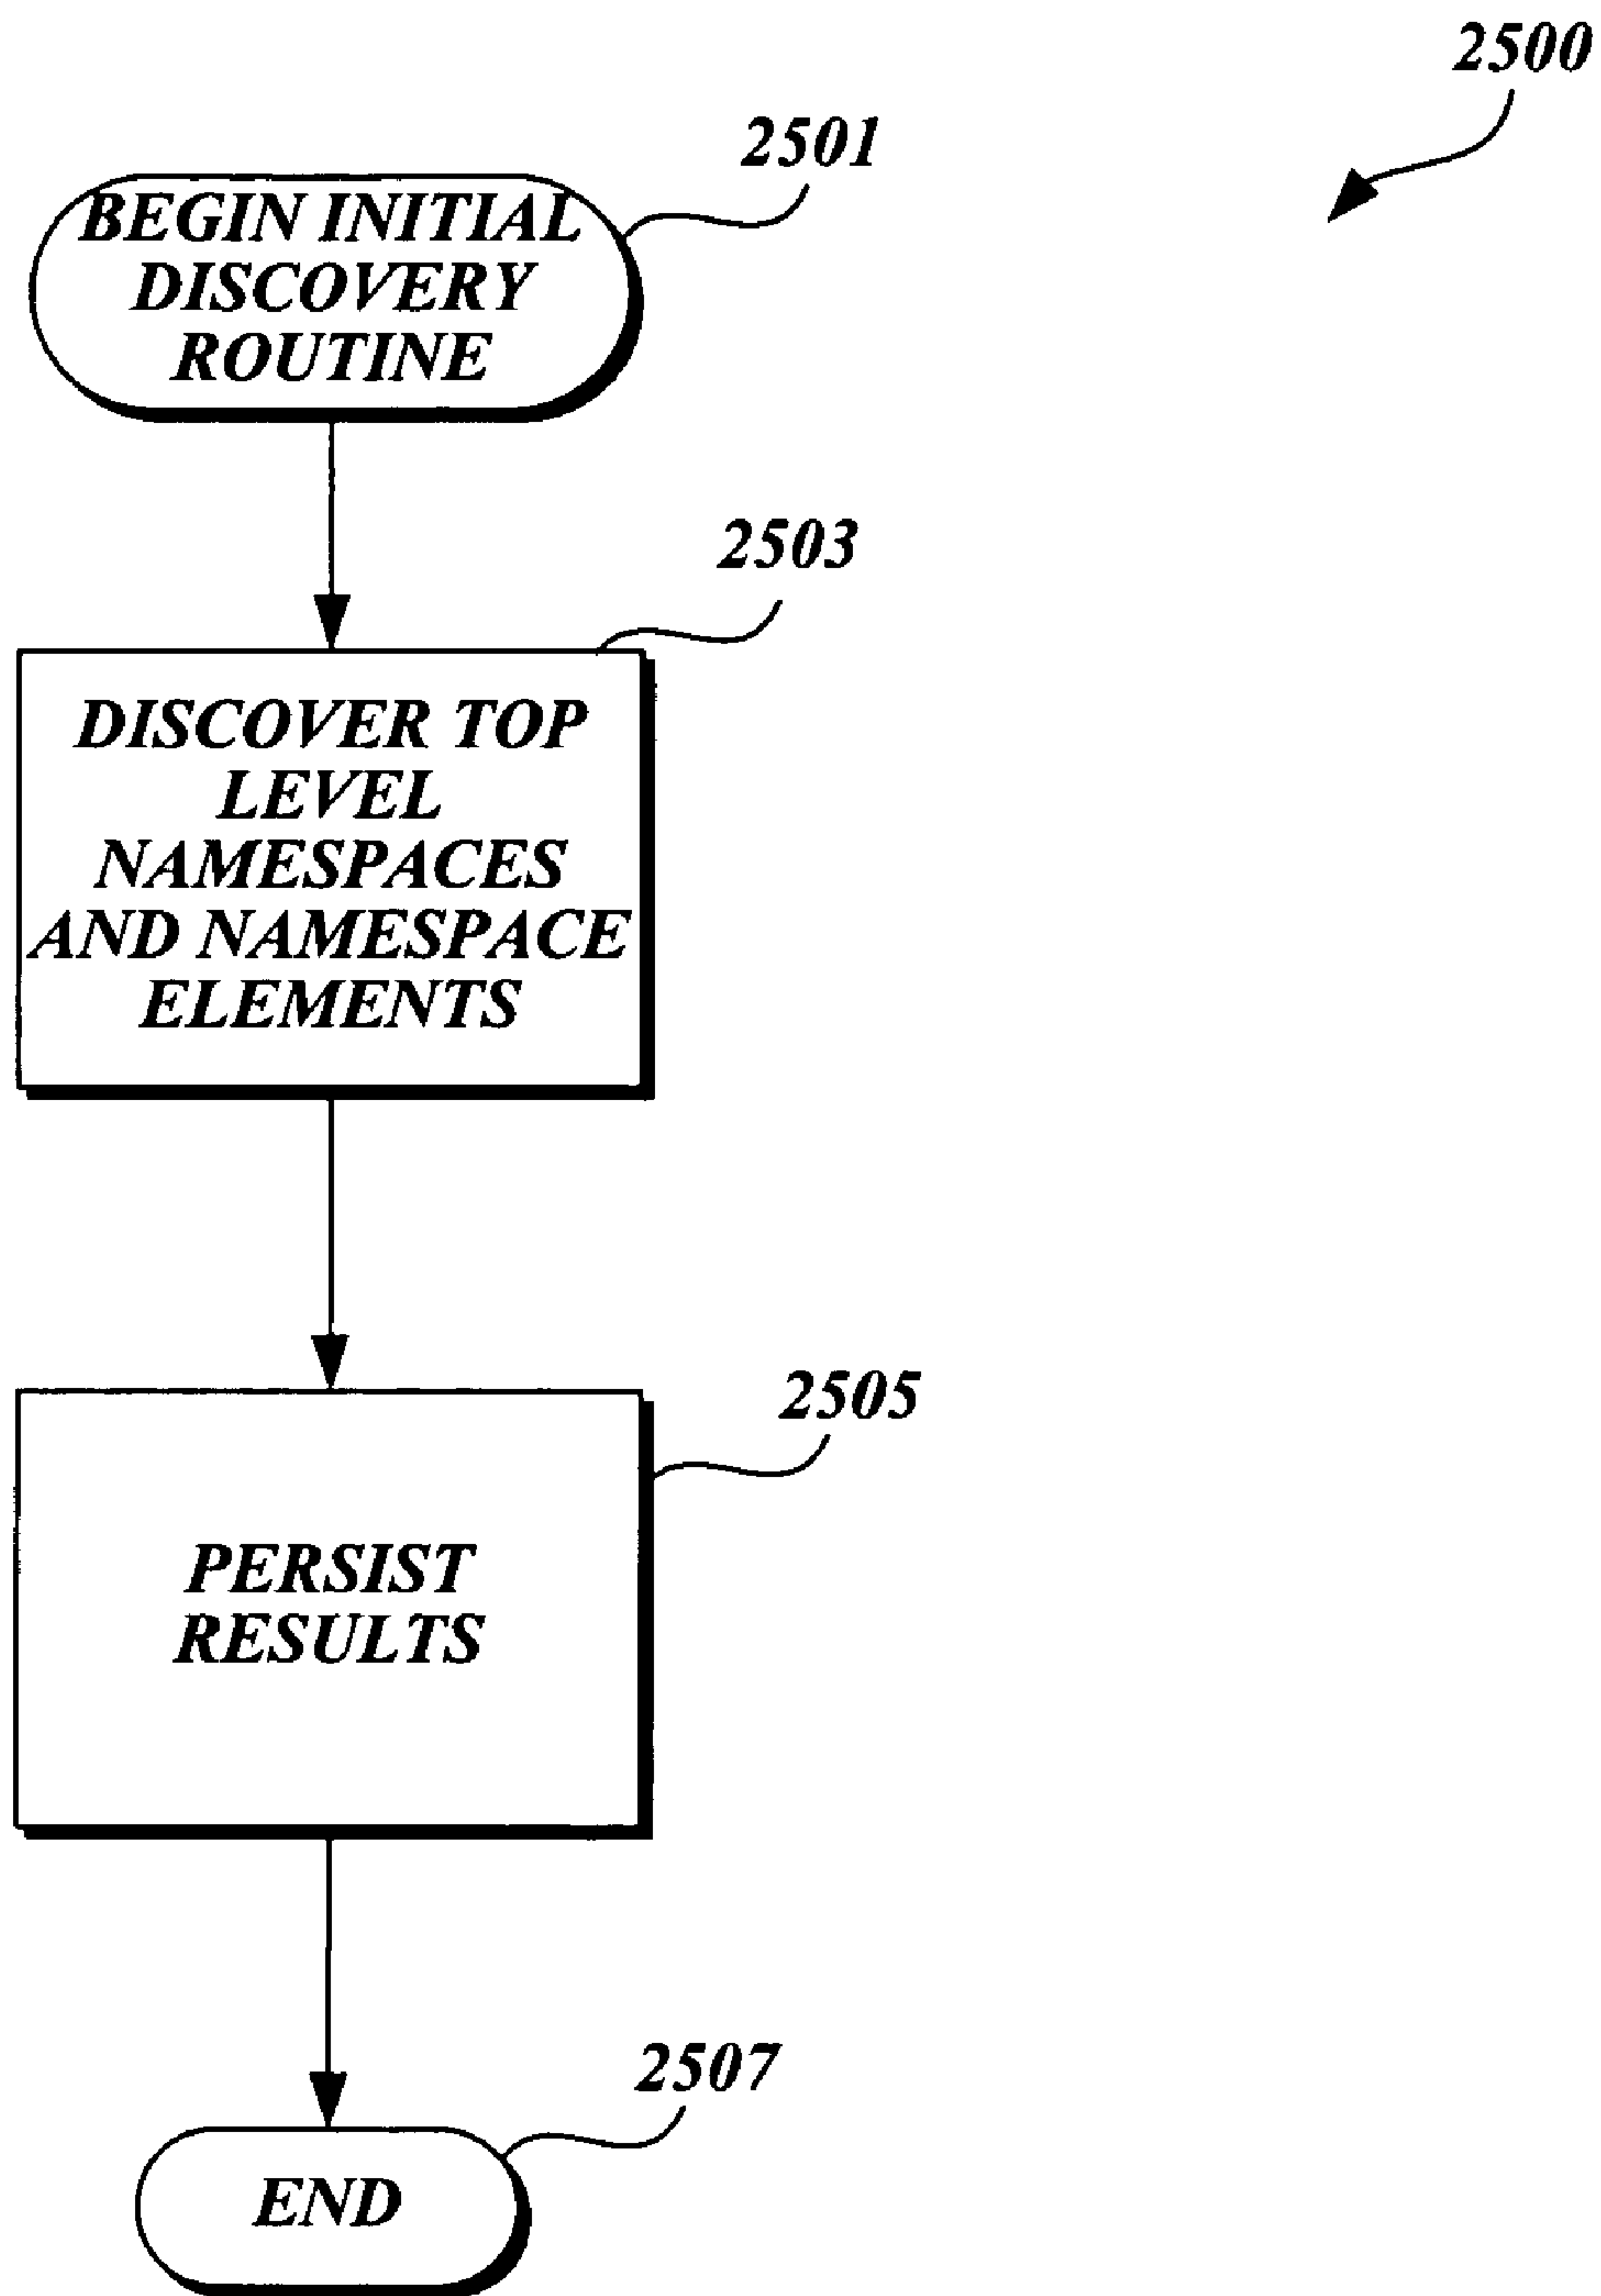 2500
2501
BEGIN INITIAL
DISCOVERY
ROUTINE
2503
DISCOVER TOP
LEVEL
NAMESPACES
AND NAMESPACE
ELEMENTS
2505
PERSIST
RESULTS
2507
END